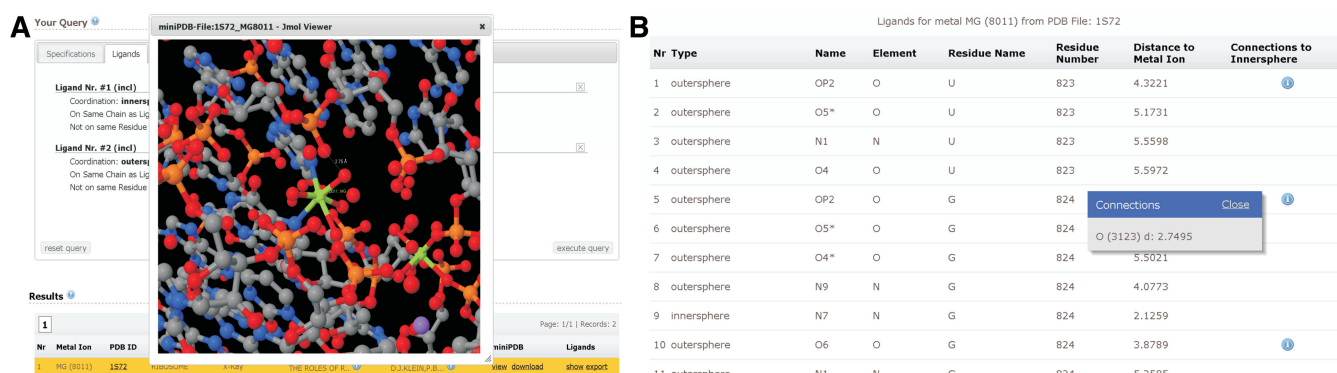 A
Your Query
miniPDB-File:1S72_MG8011 - Jmol Viewer
Specifications Ligands
Ligand Nr. #1 (incl)
Coordination: inners
On Same Chain as Lig
Not on same Residue
Ligand Nr. #2 (incl)
Coordination: outers
On Same Chain as Lig
Not on same Residue
reset query execute query
Results
1 Page: 1/1 | Records: 2
Nr Metal Ion PDB ID miniPDB Ligands
1 MG (8011) 1S72 RIBOSOME X-Ray THE ROLES OF R... D.J.KLEIN,P.B... view download show export
B
Ligands for metal MG (8011) from PDB File: 1S72
Nr Type Name Element Residue Name Residue Number Distance to Metal Ion Connections to Innersphere
1 outersphere OP2 O U 823 4.3221
2 outersphere O5* O U 823 5.1731
3 outersphere N1 N U 823 5.5598
4 outersphere O4 O U 823 5.5972
5 outersphere OP2 O G 824
Connections Close
O (3123) d: 2.7495
6 outersphere O5* O G 824
7 outersphere O4* O G 824 5.5021
8 outersphere N9 N G 824 4.0773
9 innersphere N7 N G 824 2.1259
10 outersphere O6 O G 824 3.8789
11 outersphere N1 N G 824 5.2585